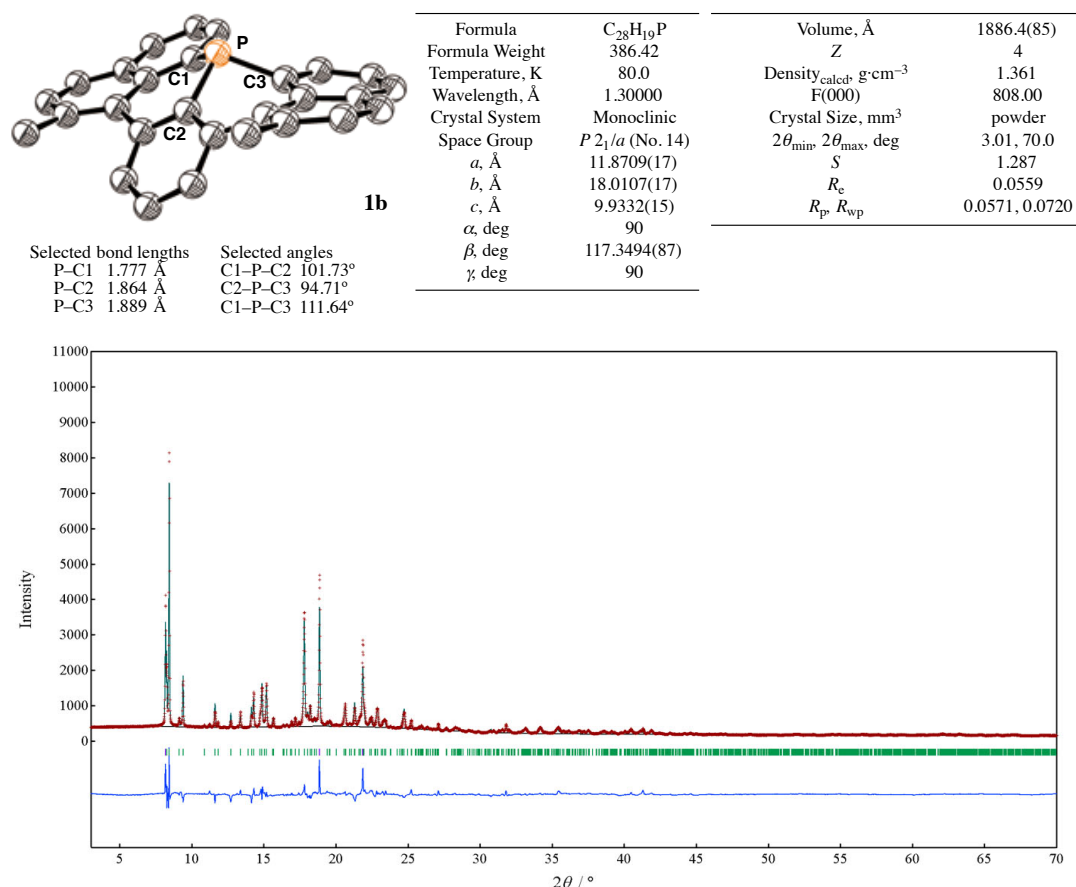 P
C1
C3
C2
1b
Selected bond lengths
P–C1 1.777 Å
P–C2 1.864 Å
P–C3 1.889 Å
Selected angles
C1–P–C2 101.73º
C2–P–C3 94.71º
C1–P–C3 111.64º
Formula C28H19P
Formula Weight 386.42
Temperature, K 80.0
Wavelength, Å 1.30000
Crystal System Monoclinic
Space Group P 21/a (No. 14)
a, Å 11.8709(17)
b, Å 18.0107(17)
c, Å 9.9332(15)
α, deg 90
β, deg 117.3494(87)
γ, deg 90
Volume, Å 1886.4(85)
Z 4
Densitycalcd, g·cm–3 1.361
F(000) 808.00
Crystal Size, mm3 powder
2θmin, 2θmax, deg 3.01, 70.0
S 1.287
Re 0.0559
Rp, Rwp 0.0571, 0.0720
11000
10000
9000
8000
7000
6000
5000
4000
3000
2000
1000
0
Intensity
5 10 15 20 25 30 35 40 45 50 55 60 65 70
2θ / °